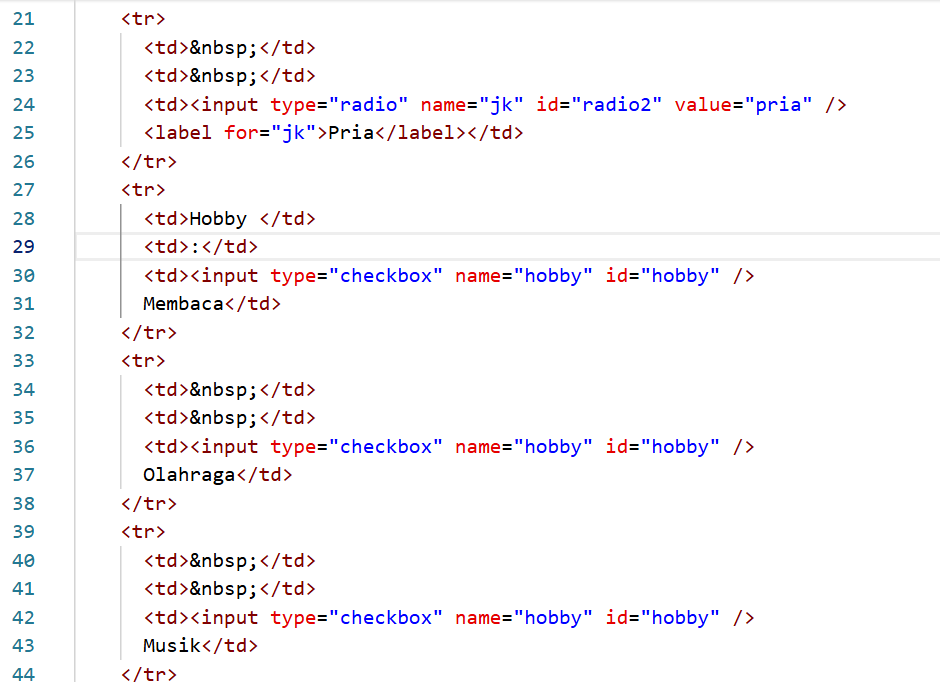 21 <tr>
22 <td>&nbsp;</td>
23 <td>&nbsp;</td>
24 <td><input type="radio" name="jk" id="radio2" value="pria" />
25 <label for="jk">Pria</label></td>
26 </tr>
27 <tr>
28 <td>Hobby </td>
29 <td>:</td>
30 <td><input type="checkbox" name="hobby" id="hobby" />
31 Membaca</td>
32 </tr>
33 <tr>
34 <td>&nbsp;</td>
35 <td>&nbsp;</td>
36 <td><input type="checkbox" name="hobby" id="hobby" />
37 Olahraga</td>
38 </tr>
39 <tr>
40 <td>&nbsp;</td>
41 <td>&nbsp;</td>
42 <td><input type="checkbox" name="hobby" id="hobby" />
43 Musik</td>
44 </tr>